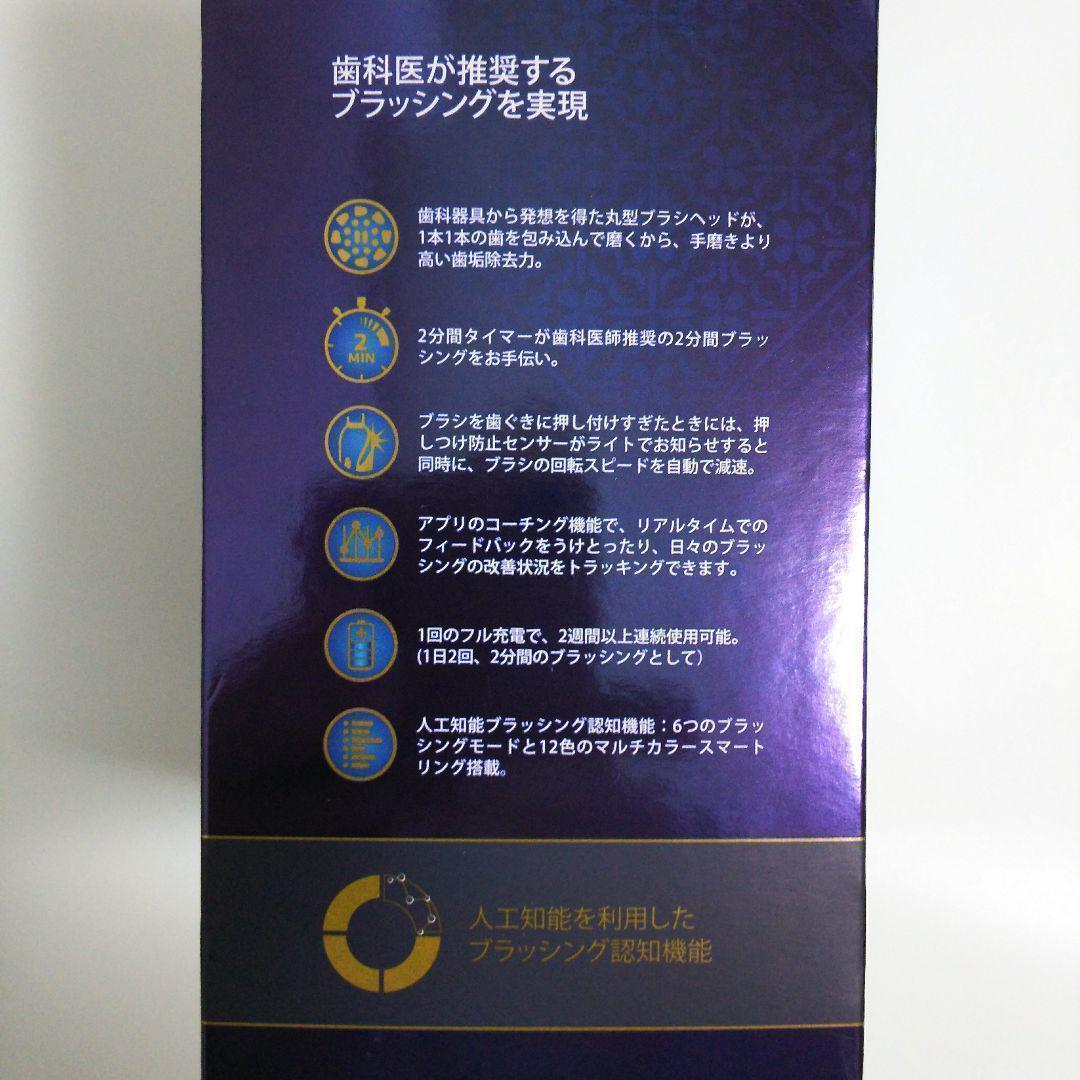 歯科医が推奨する
ブラッシングを実現
歯科器具から発想を得た丸型ブラシヘッドが、
1本1本の歯を包み込んで磨くから、手磨きより
高い歯垢除去力。
2
MIN
2分間タイマーが歯科医師推奨の2分間ブラッ
シングをお手伝い。
ブラシを歯ぐきに押し付けすぎたときには、押
しつけ防止センサーがライトでお知らせすると
同時に、ブラシの回転スピードを自動で減速。
アプリのコーチング機能で、リアルタイムでの
フィードバックをうけとったり、日々のブラッ
シングの改善状況をトラッキングできます。
1回のフル充電で、2週間以上連続使用可能。
(1日2回、2分間のブラッシングとして)
人工知能ブラッシング認知機能：6つのブラッ
シングモードと12色のマルチカラースマート
リング搭載。
人工知能を利用した
ブラッシング認知機能